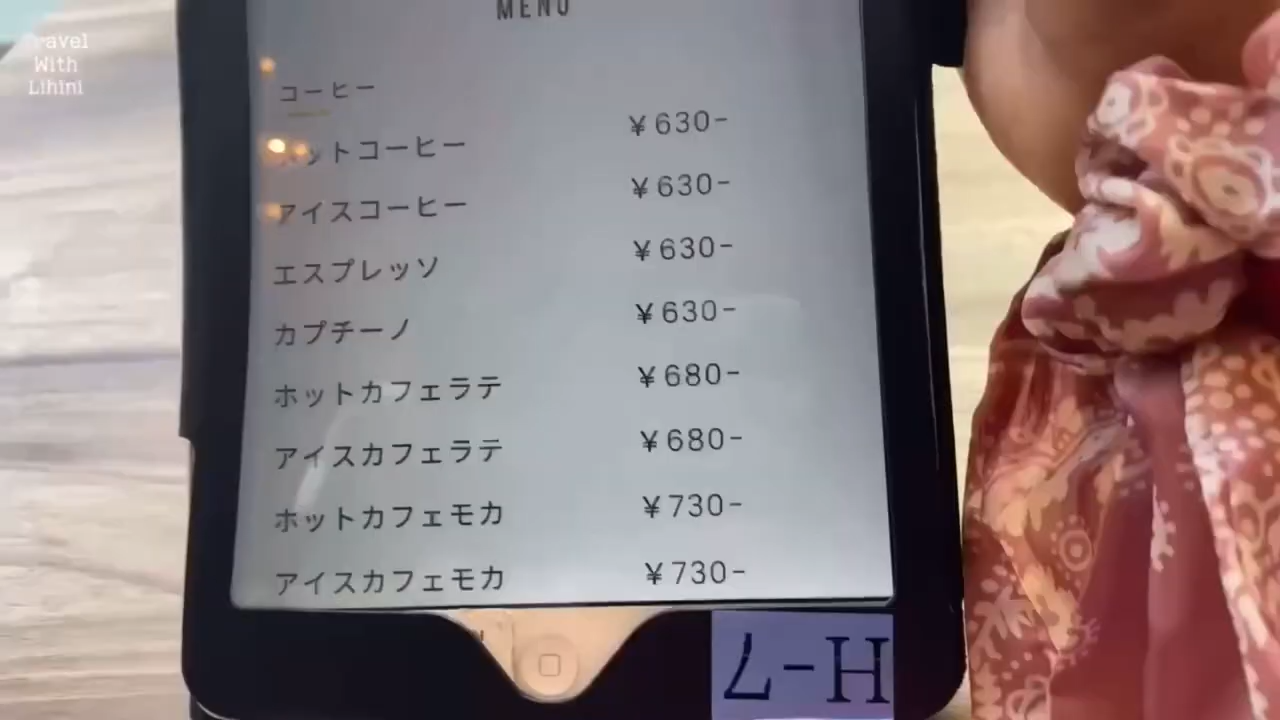 Travel
With
Lihini
MENU
コーヒー
ホットコーヒー ¥630-
アイスコーヒー ¥630-
エスプレッソ ¥630-
カプチーノ ¥630-
ホットカフェラテ ¥680-
アイスカフェラテ ¥680-
ホットカフェモカ ¥730-
アイスカフェモカ ¥730-